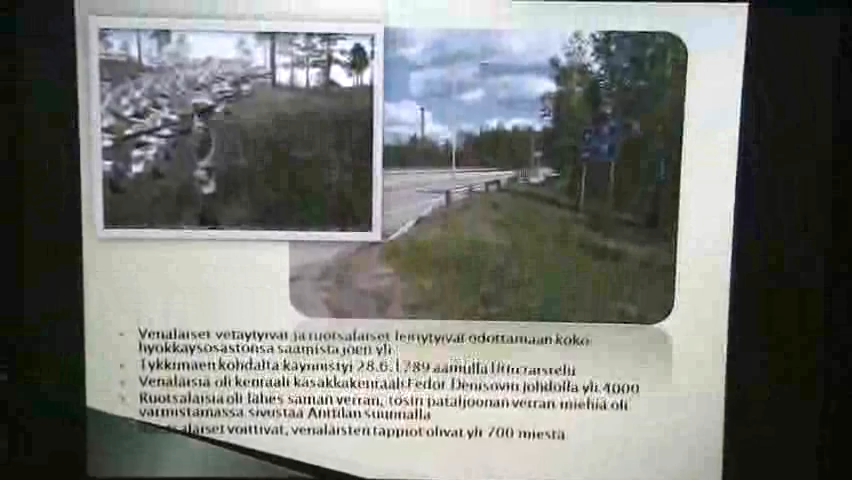 Venäläiset vetäytyivät ja ruotsalaiset leiriytyivät odottamaan koko
hyökkäysosastonsa saamista joen yli
Tykkimäen kohdalta käynnistyi 28.6.1789 aamulla taistelu
Venäläisiä oli kenraali kasakkakenraali Fedor Denisovin johdolla yli 4000
Ruotsalaisia oli lähes saman verran, tosin pataljoonan verran miehiä oli
varmistamassa sivustaa Anttilan suunnalla
voittivat, venäläisten tappiot olivat yli 700 miestä